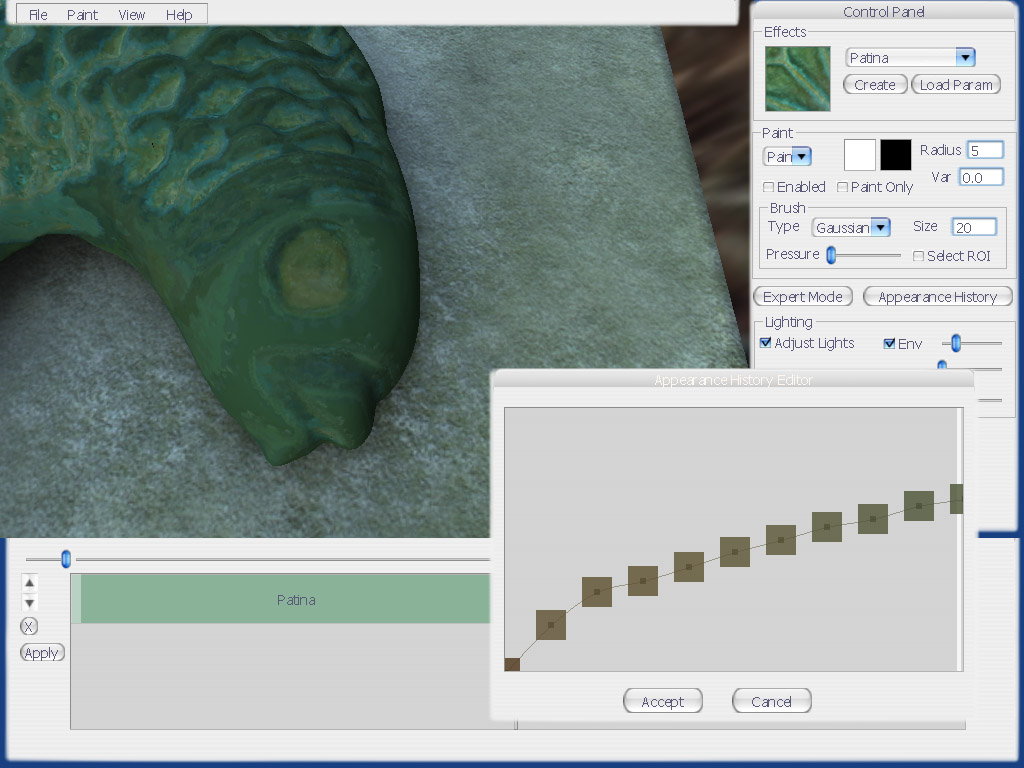 File Paint View Help
Control Panel
Effects
Patina
Create Load Param
Paint
Pain
Radius 5
Var 0.0
Enabled Paint Only
Brush
Type Gaussian Size 20
Pressure Select ROI
Expert Mode Appearance History
Lighting
Adjust Lights Env
Appearance History Editor
Patina
X
Apply
Accept Cancel